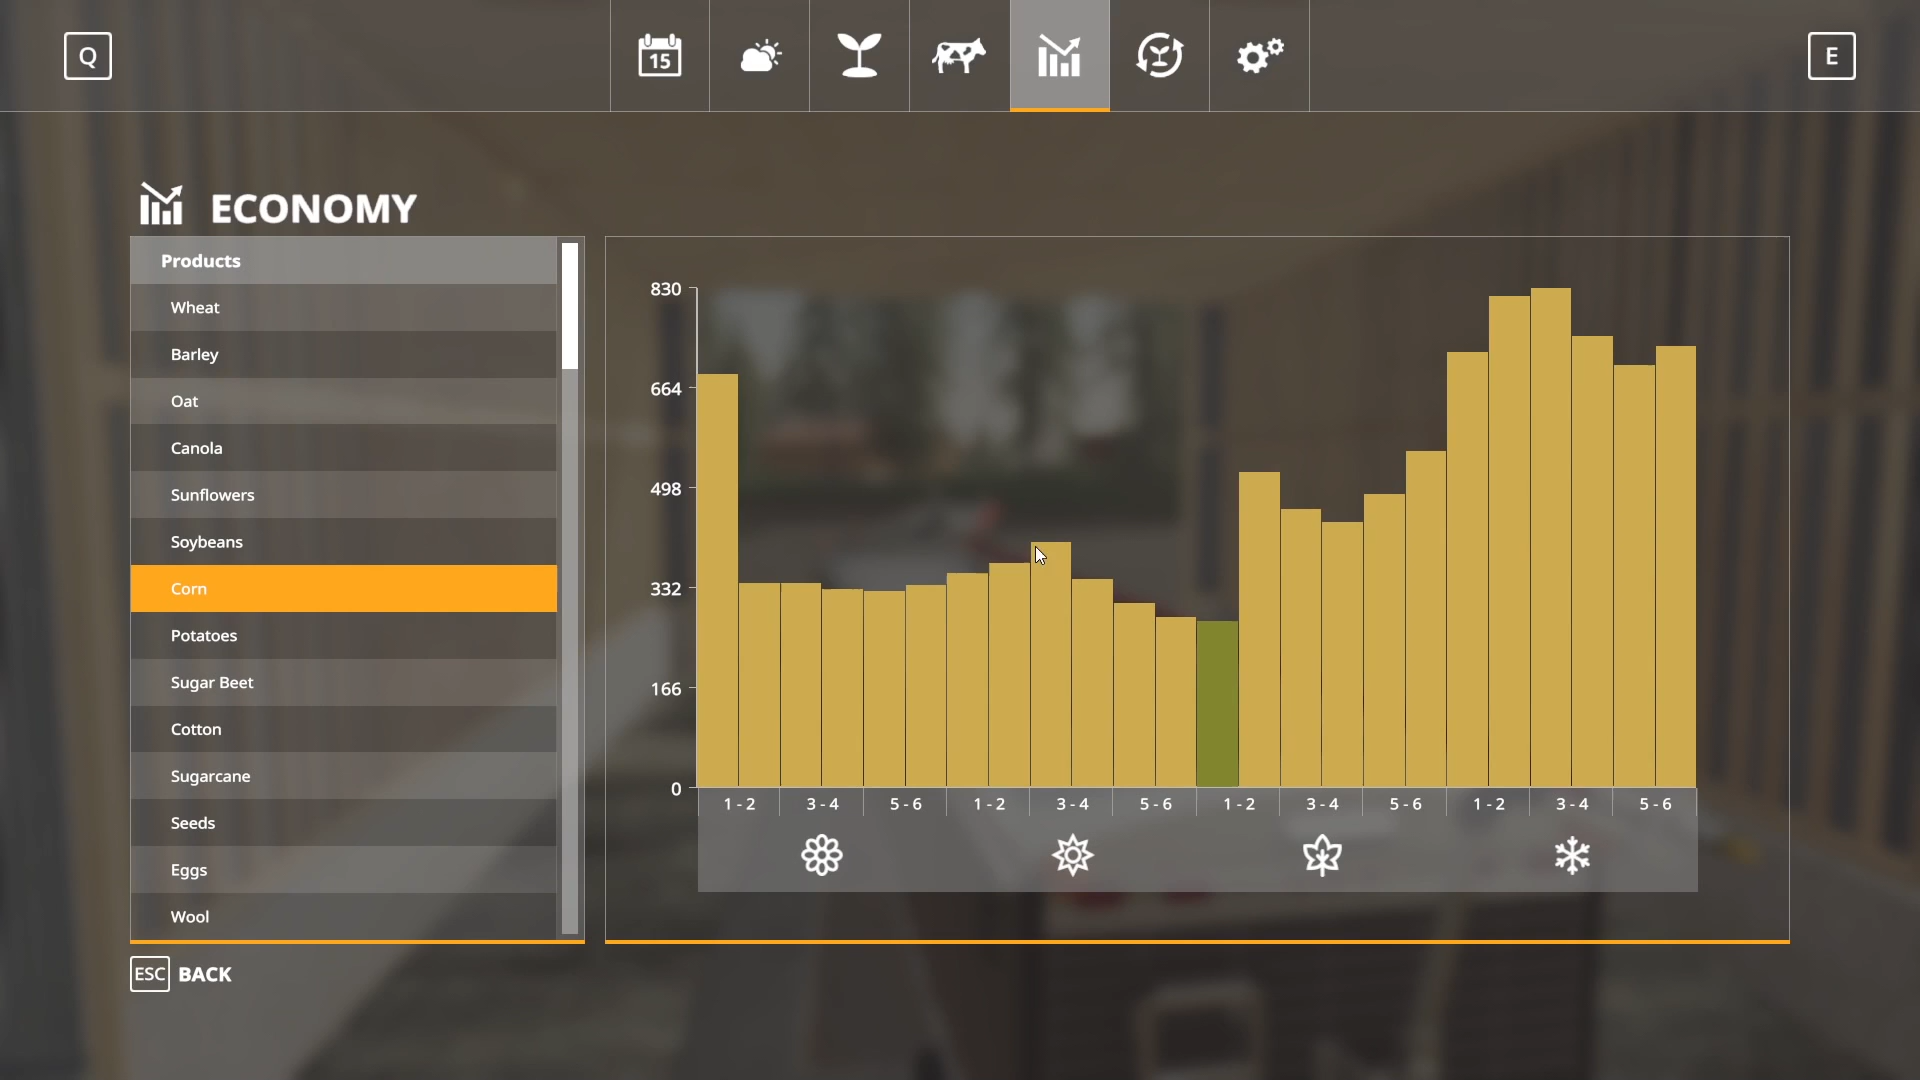 Q
15
E
ECONOMY
Products
Wheat
Barley
Oat
Canola
Sunflowers
Soybeans
Corn
Potatoes
Sugar Beet
Cotton
Sugarcane
Seeds
Eggs
Wool
830
664
498
332
166
0
1 - 2 3 - 4 5 - 6 1 - 2 3 - 4 5 - 6 1 - 2 3 - 4 5 - 6 1 - 2 3 - 4 5 - 6
ESC BACK